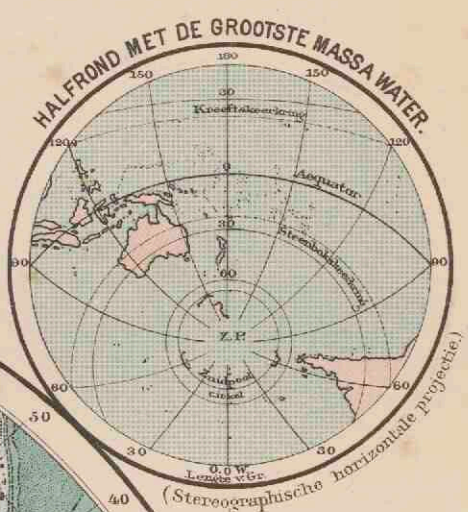 HALFROND MET DE GROOTSTE MASSA WATER.
180
150
150
30
Kreeftskeerkring
120
120
0
Aequator
30
Steenbokskeerkring
90
60
90
Z.P.
Zuidpool
cirkel
60
60
30
30
0.0 W.
Lengte v. Gr.
(Stereographische horizontale projectie.)
50
40